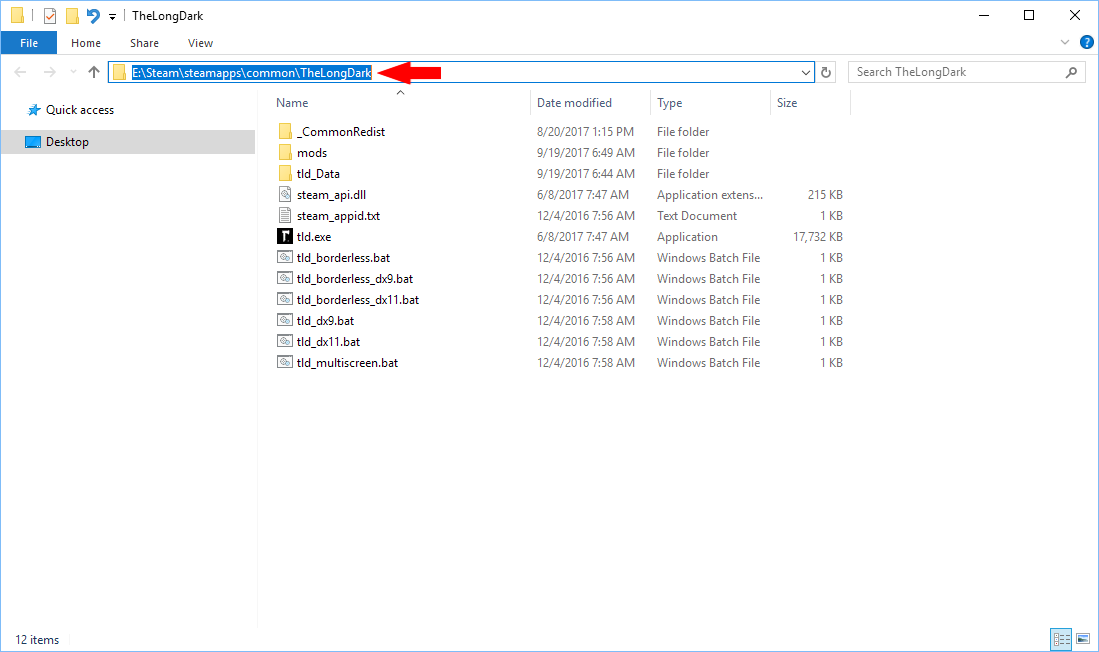 TheLongDark
File Home Share View
E:\Steam\steamapps\common\TheLongDark
Search TheLongDark
Quick access
Desktop
Name Date modified Type Size
_CommonRedist 8/20/2017 1:15 PM File folder
mods 9/19/2017 6:49 AM File folder
tld_Data 9/19/2017 6:44 AM File folder
steam_api.dll 6/8/2017 7:47 AM Application extens... 215 KB
steam_appid.txt 12/4/2016 7:56 AM Text Document 1 KB
tld.exe 6/8/2017 7:47 AM Application 17,732 KB
tld_borderless.bat 12/4/2016 7:56 AM Windows Batch File 1 KB
tld_borderless_dx9.bat 12/4/2016 7:56 AM Windows Batch File 1 KB
tld_borderless_dx11.bat 12/4/2016 7:56 AM Windows Batch File 1 KB
tld_dx9.bat 12/4/2016 7:58 AM Windows Batch File 1 KB
tld_dx11.bat 12/4/2016 7:58 AM Windows Batch File 1 KB
tld_multiscreen.bat 12/4/2016 7:58 AM Windows Batch File 1 KB
12 items